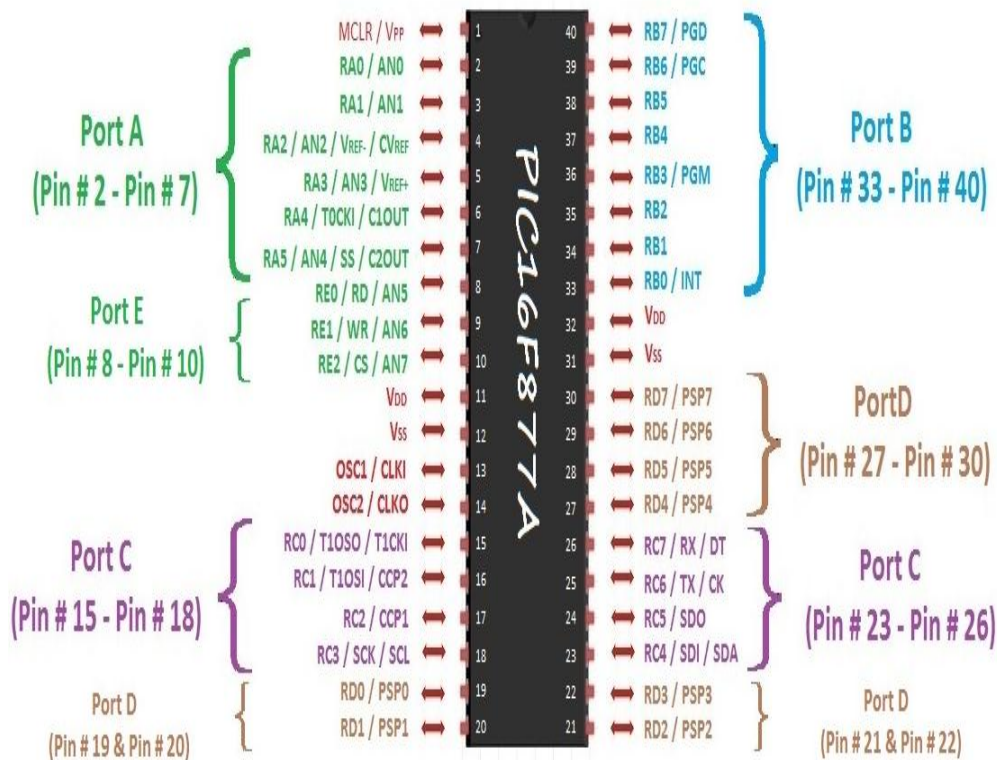 MCLR / VPP
RA0 / AN0
RA1 / AN1
RA2 / AN2 / VREF- / CVREF
RA3 / AN3 / VREF+
RA4 / T0CKI / C1OUT
RA5 / AN4 / SS / C2OUT
RE0 / RD / AN5
RE1 / WR / AN6
RE2 / CS / AN7
VDD
VSS
OSC1 / CLKI
OSC2 / CLKO
RC0 / T1OSO / T1CKI
RC1 / T1OSI / CCP2
RC2 / CCP1
RC3 / SCK / SCL
RD0 / PSP0
RD1 / PSP1
Port A
(Pin # 2 - Pin # 7)
Port E
(Pin # 8 - Pin # 10)
Port C
(Pin # 15 - Pin # 18)
Port D
(Pin # 19 & Pin # 20)
1
2
3
4
5
6
7
8
9
10
11
12
13
14
15
16
17
18
19
20
PIC16F877A
40
39
38
37
36
35
34
33
32
31
30
29
28
27
26
25
24
23
22
21
RB7 / PGD
RB6 / PGC
RB5
RB4
RB3 / PGM
RB2
RB1
RB0 / INT
VDD
VSS
RD7 / PSP7
RD6 / PSP6
RD5 / PSP5
RD4 / PSP4
RC7 / RX / DT
RC6 / TX / CK
RC5 / SDO
RC4 / SDI / SDA
RD3 / PSP3
RD2 / PSP2
Port B
(Pin # 33 - Pin # 40)
PortD
(Pin # 27 - Pin # 30)
Port C
(Pin # 23 - Pin # 26)
Port D
(Pin # 21 & Pin # 22)